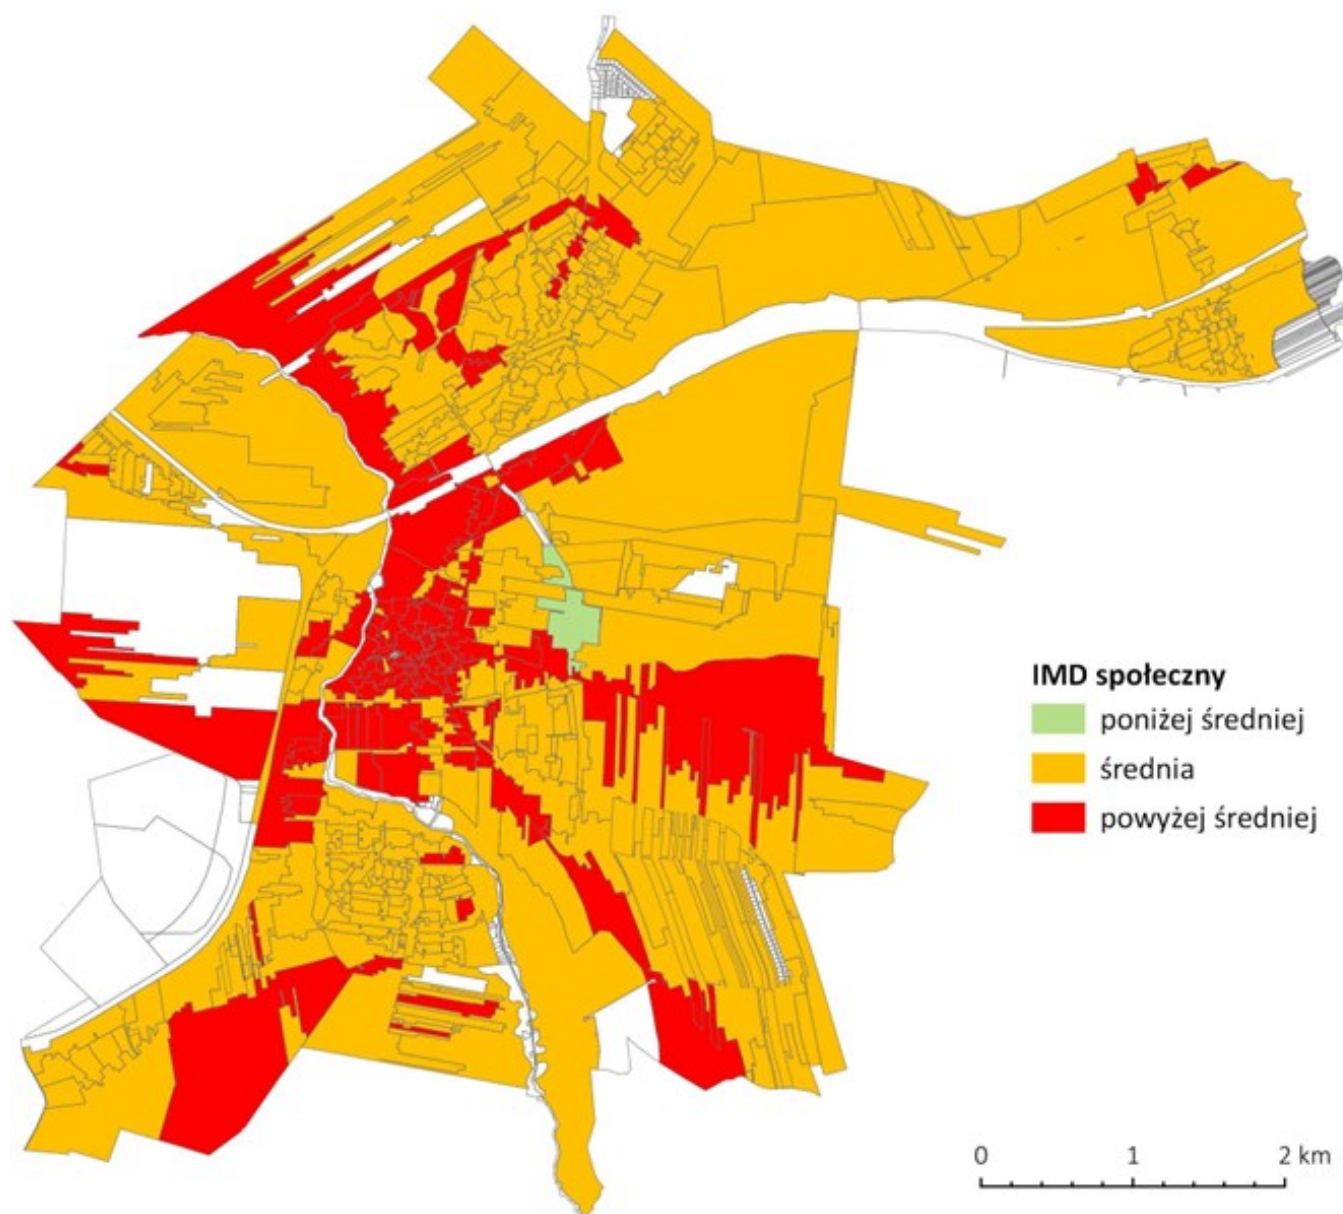 IMD społeczny
poniżej średniej
średnia
powyżej średniej
0 1 2 km